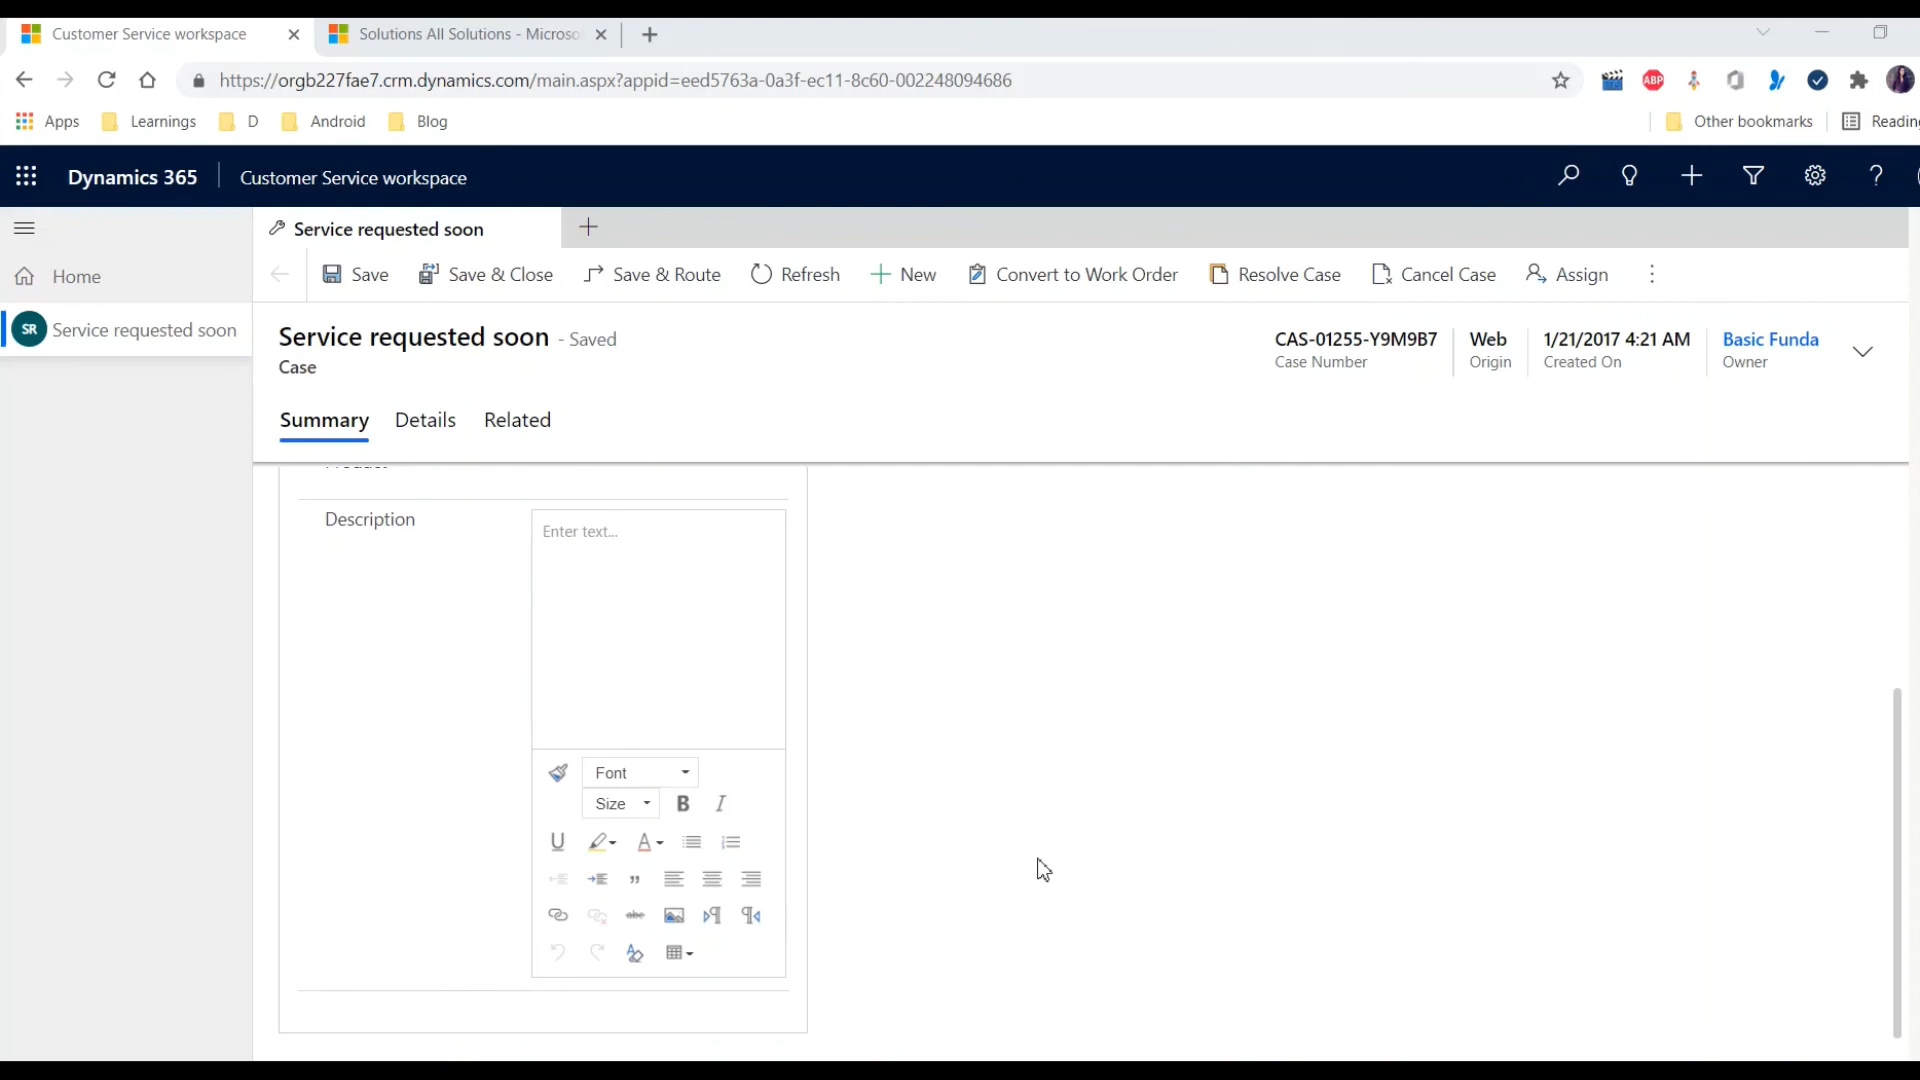 Customer Service workspace
Solutions All Solutions - Microso
https://orgb227fae7.crm.dynamics.com/main.aspx?appid=eed5763a-0a3f-ec11-8c60-002248094686
ABP
Apps Learnings D Android Blog Other bookmarks Reading
Dynamics 365 Customer Service workspace
Service requested soon
Home
Save Save & Close Save & Route Refresh New Convert to Work Order Resolve Case Cancel Case Assign
SR Service requested soon
Service requested soon - Saved
Case
CAS-01255-Y9M9B7 Web 1/21/2017 4:21 AM Basic Funda
Case Number Origin Created On Owner
Summary Details Related
Description
Enter text...
Font
Size B I
U A
abc